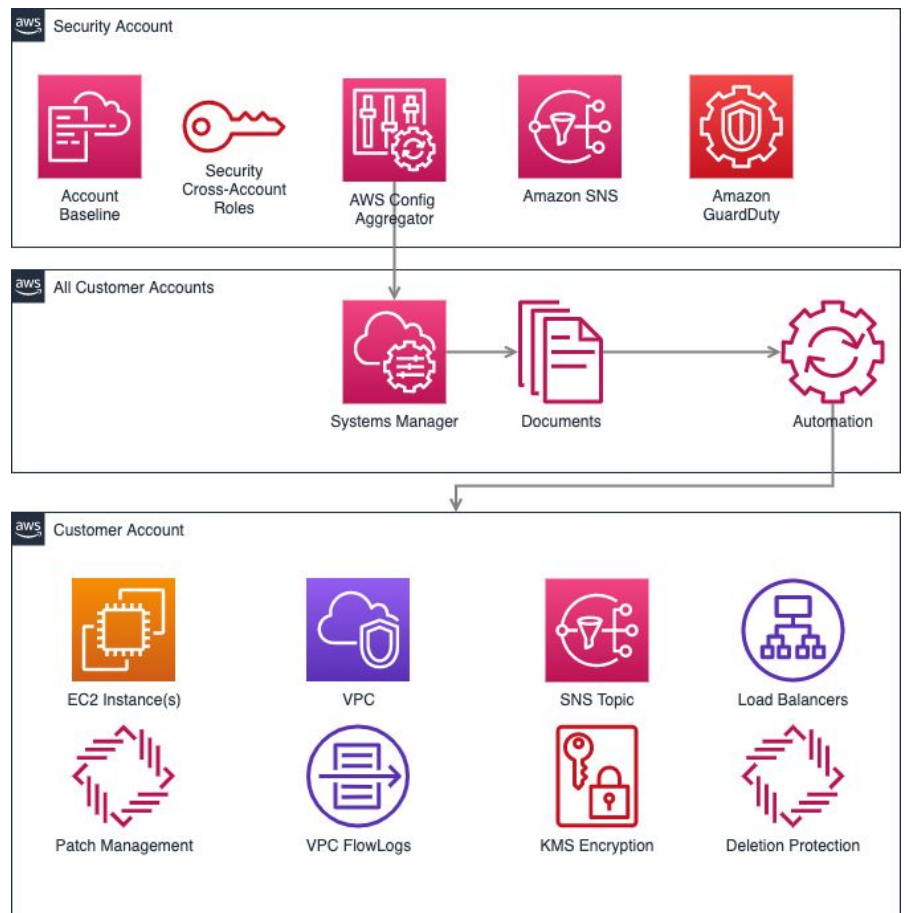 aws
Security Account
Account
Baseline
Security
Cross-Account
Roles
AWS Config
Aggregator
Amazon SNS
Amazon
GuardDuty
aws
All Customer Accounts
Systems Manager
Documents
Automation
aws
Customer Account
EC2 Instance(s)
VPC
SNS Topic
Load Balancers
Patch Management
VPC FlowLogs
KMS Encryption
Deletion Protection